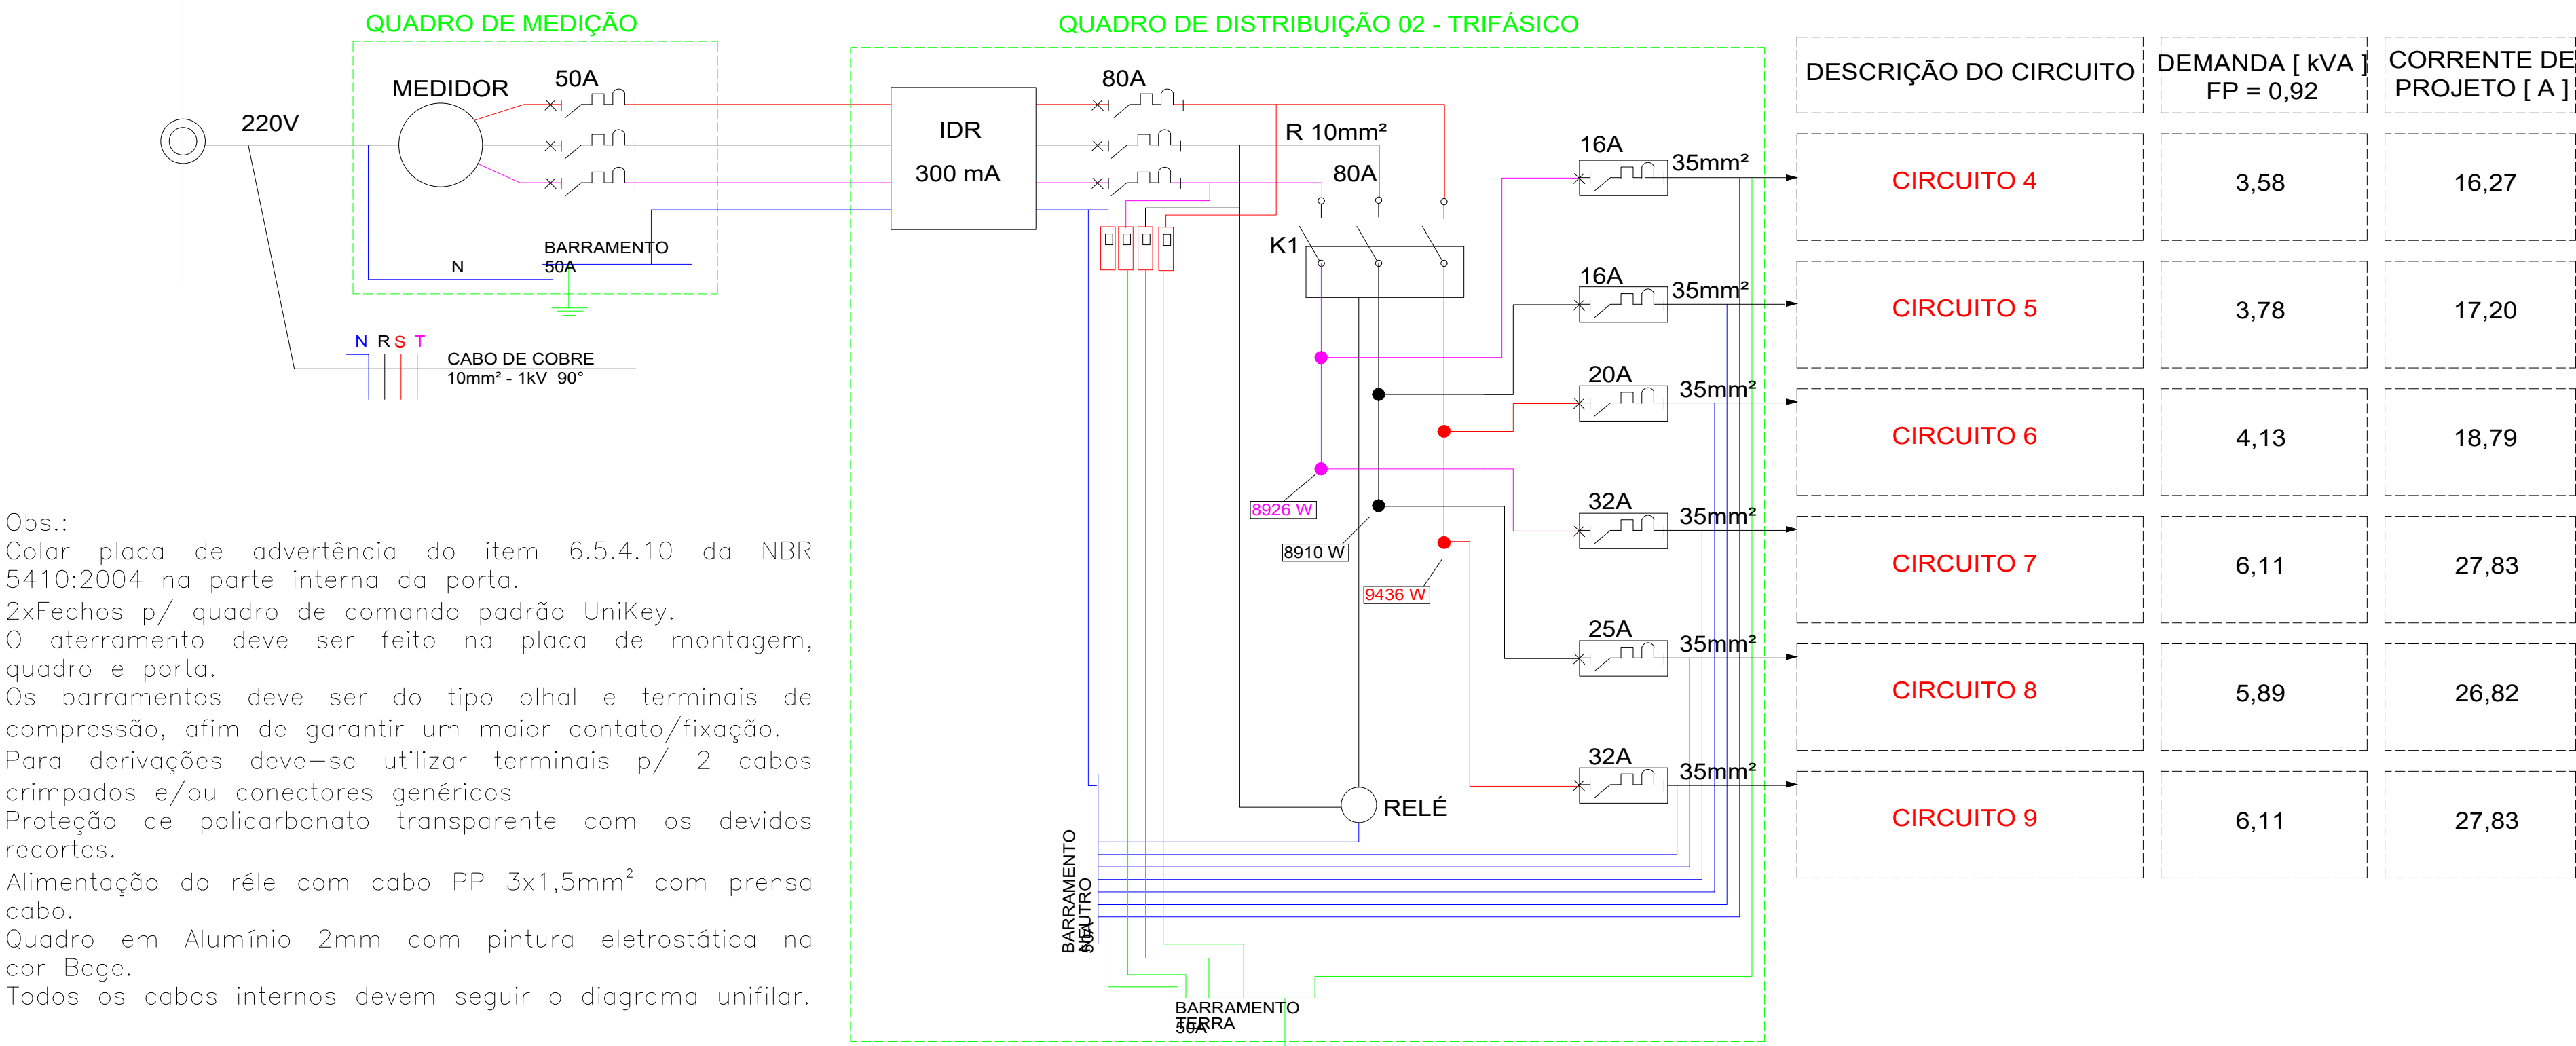 QUADRO DE MEDIÇÃO
QUADRO DE DISTRIBUIÇÃO 02 - TRIFÁSICO
DESCRIÇÃO DO CIRCUITO
DEMANDA [ kVA ]
FP = 0,92
CORRENTE DE
PROJETO [ A ]
220V
MEDIDOR
50A
N
BARRAMENTO
50A
N R S T
CABO DE COBRE
10mm² - 1kV 90°
IDR
300 mA
80A
R 10mm²
80A
K1
8926 W
8910 W
9436 W
RELÉ
BARRAMENTO
NEUTRO
50A
BARRAMENTO
TERRA
50A
16A
35mm²
CIRCUITO 4
3,58
16,27
16A
35mm²
CIRCUITO 5
3,78
17,20
20A
35mm²
CIRCUITO 6
4,13
18,79
32A
35mm²
CIRCUITO 7
6,11
27,83
25A
35mm²
CIRCUITO 8
5,89
26,82
32A
35mm²
CIRCUITO 9
6,11
27,83
Obs.:
Colar placa de advertência do item 6.5.4.10 da NBR
5410:2004 na parte interna da porta.
2xFechos p/ quadro de comando padrão UniKey.
O aterramento deve ser feito na placa de montagem,
quadro e porta.
Os barramentos deve ser do tipo olhal e terminais de
compressão, afim de garantir um maior contato/fixação.
Para derivações deve-se utilizar terminais p/ 2 cabos
crimpados e/ou conectores genéricos
Proteção de policarbonato transparente com os devidos
recortes.
Alimentação do réle com cabo PP 3x1,5mm² com prensa
cabo.
Quadro em Alumínio 2mm com pintura eletrostática na
cor Bege.
Todos os cabos internos devem seguir o diagrama unifilar.